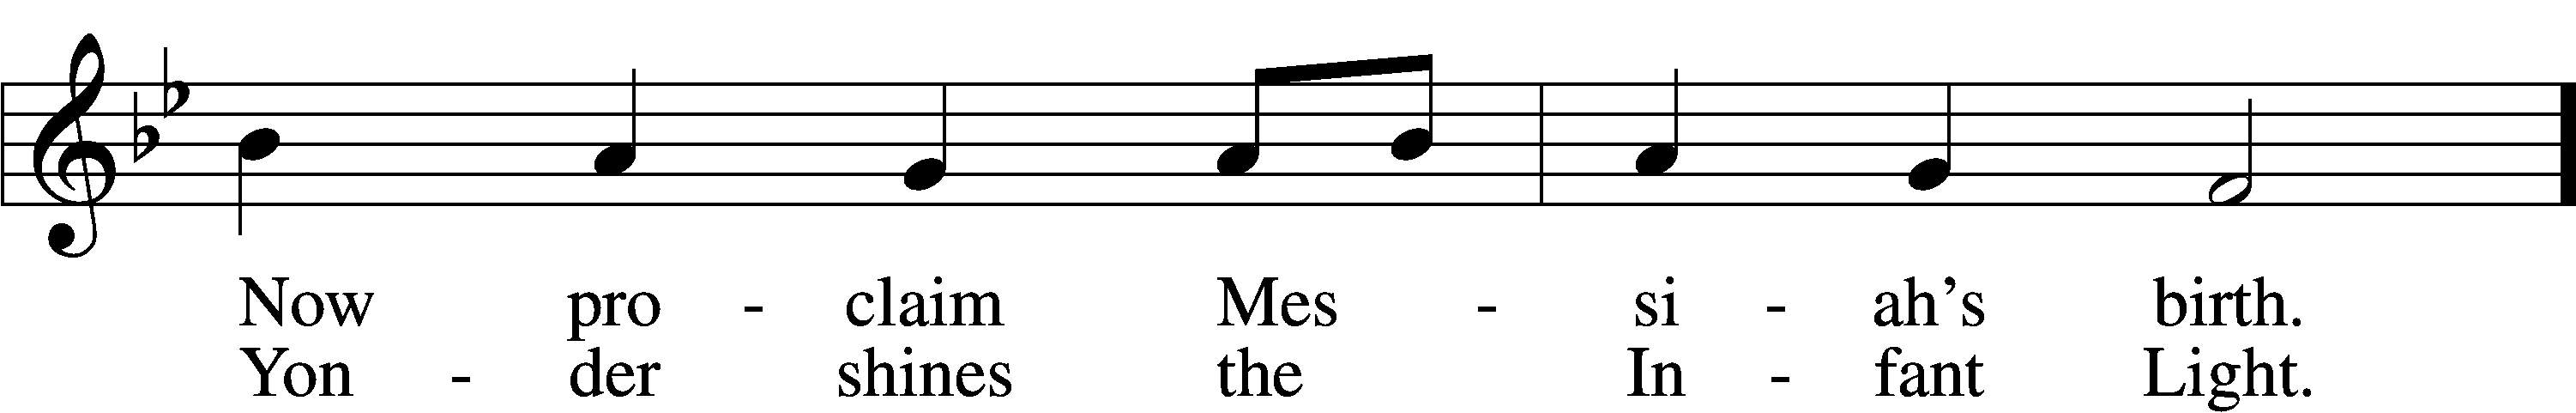 Now pro - claim Mes - si - ah's birth.
Yon - der shines the In - fant Light.